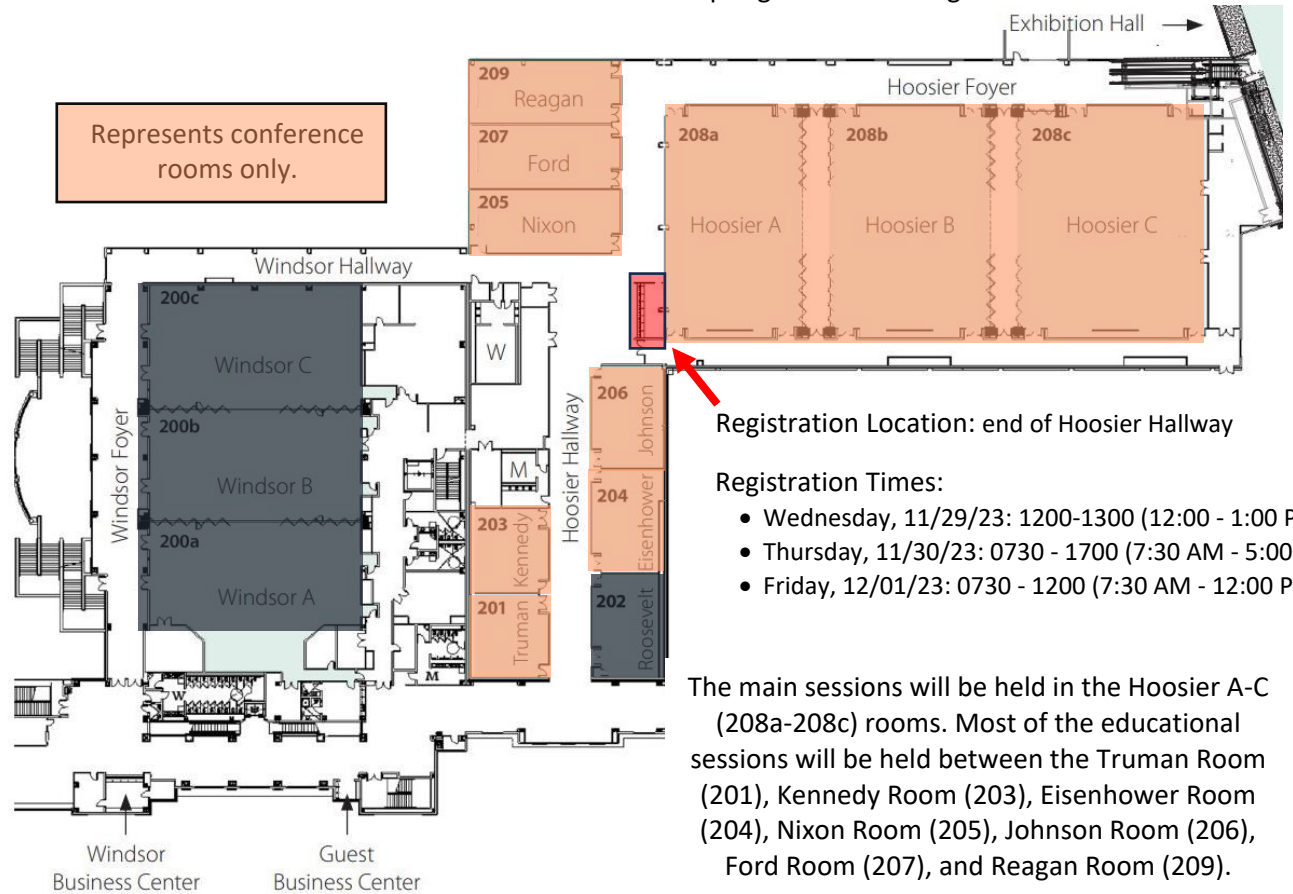 Exhibition Hall
Hoosier Foyer
Represents conference
rooms only.
209
Reagan
207
Ford
205
Nixon
208a
Hoosier A
208b
Hoosier B
208c
Hoosier C
Windsor Hallway
200c
Windsor C
200b
Windsor B
200a
Windsor A
Windsor Foyer
W
M
Hoosier Hallway
206
Johnson
204
Eisenhower
203
Kennedy
201
Truman
202
Roosevelt
W
M
Registration Location: end of Hoosier Hallway
Registration Times:
• Wednesday, 11/29/23: 1200-1300 (12:00 - 1:00 P
• Thursday, 11/30/23: 0730 - 1700 (7:30 AM - 5:00
• Friday, 12/01/23: 0730 - 1200 (7:30 AM - 12:00 P
The main sessions will be held in the Hoosier A-C
(208a-208c) rooms. Most of the educational
sessions will be held between the Truman Room
(201), Kennedy Room (203), Eisenhower Room
(204), Nixon Room (205), Johnson Room (206),
Ford Room (207), and Reagan Room (209).
Windsor
Business Center
Guest
Business Center